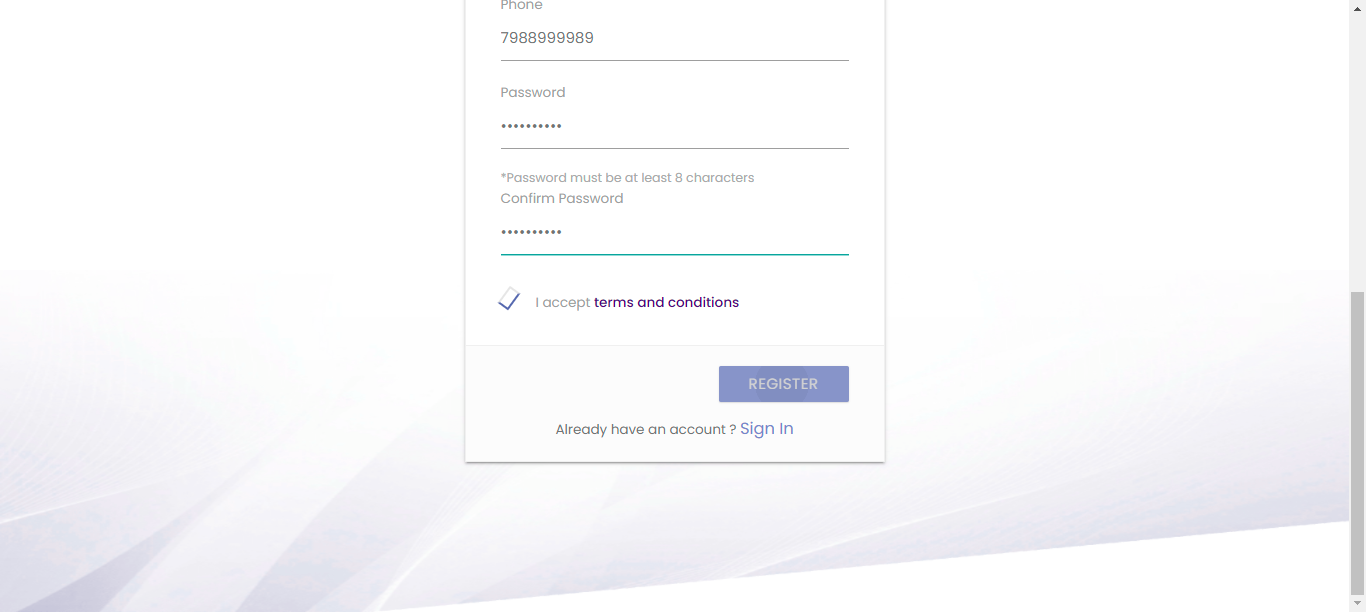 Phone
7988999989
Password
••••••••••
*Password must be at least 8 characters
Confirm Password
••••••••••
I accept terms and conditions
REGISTER
Already have an account ? Sign In